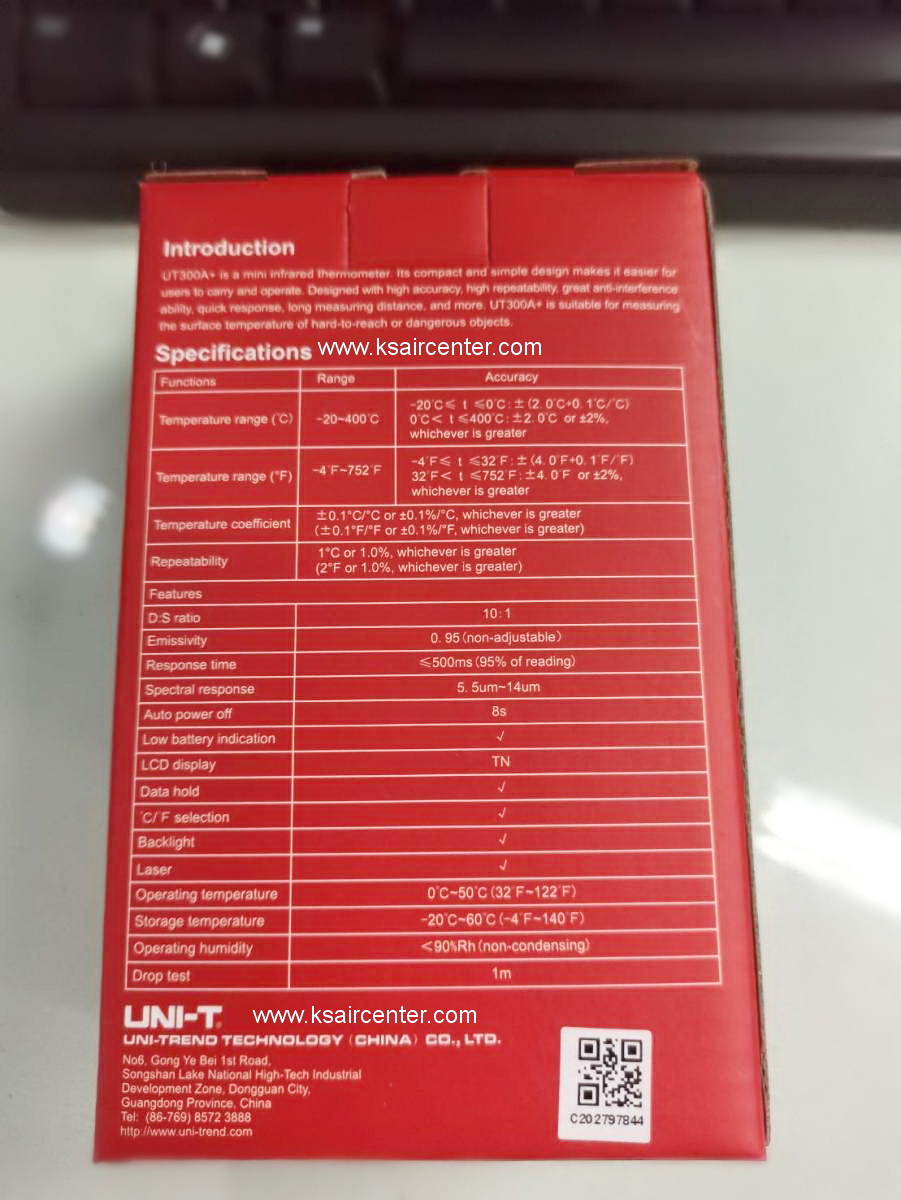 Introduction
UT300A+ is a mini infrared thermometer. Its compact and simple design makes it easier for
users to carry and operate. Designed with high accuracy, high repeatability, great anti-interference
ability, quick response, long measuring distance, and more. UT300A+ is suitable for measuring
the surface temperature of hard-to-reach or dangerous objects.
Specifications www.ksaircenter.com
Functions Range Accuracy
Temperature range (°C) -20~400°C -20°C≤ t ≤0°C:±(2.0°C+0.1°C/°C)
0°C< t ≤400°C:±2.0°C or ±2%,
whichever is greater
Temperature range (°F) -4°F~752°F -4°F≤ t ≤32°F:±(4.0°F+0.1°F/°F)
32°F< t ≤752°F:±4.0°F or ±2%,
whichever is greater
Temperature coefficient ±0.1°C/°C or ±0.1%/°C, whichever is greater
(±0.1°F/°F or ±0.1%/°F, whichever is greater)
Repeatability 1°C or 1.0%, whichever is greater
(2°F or 1.0%, whichever is greater)
Features
D:S ratio 10:1
Emissivity 0.95(non-adjustable)
Response time ≤500ms(95% of reading)
Spectral response 5.5um~14um
Auto power off 8s
Low battery indication √
LCD display TN
Data hold √
°C/°F selection √
Backlight √
Laser √
Operating temperature 0°C~50°C(32°F~122°F)
Storage temperature -20°C~60°C(-4°F~140°F)
Operating humidity <90%Rh(non-condensing)
Drop test 1m
UNI-T® www.ksaircenter.com
UNI-TREND TECHNOLOGY (CHINA) CO., LTD.
No6, Gong Ye Bei 1st Road,
Songshan Lake National High-Tech Industrial
Development Zone, Dongguan City,
Guangdong Province, China
Tel: (86-769) 8572 3888
http://www.uni-trend.com
C202797844